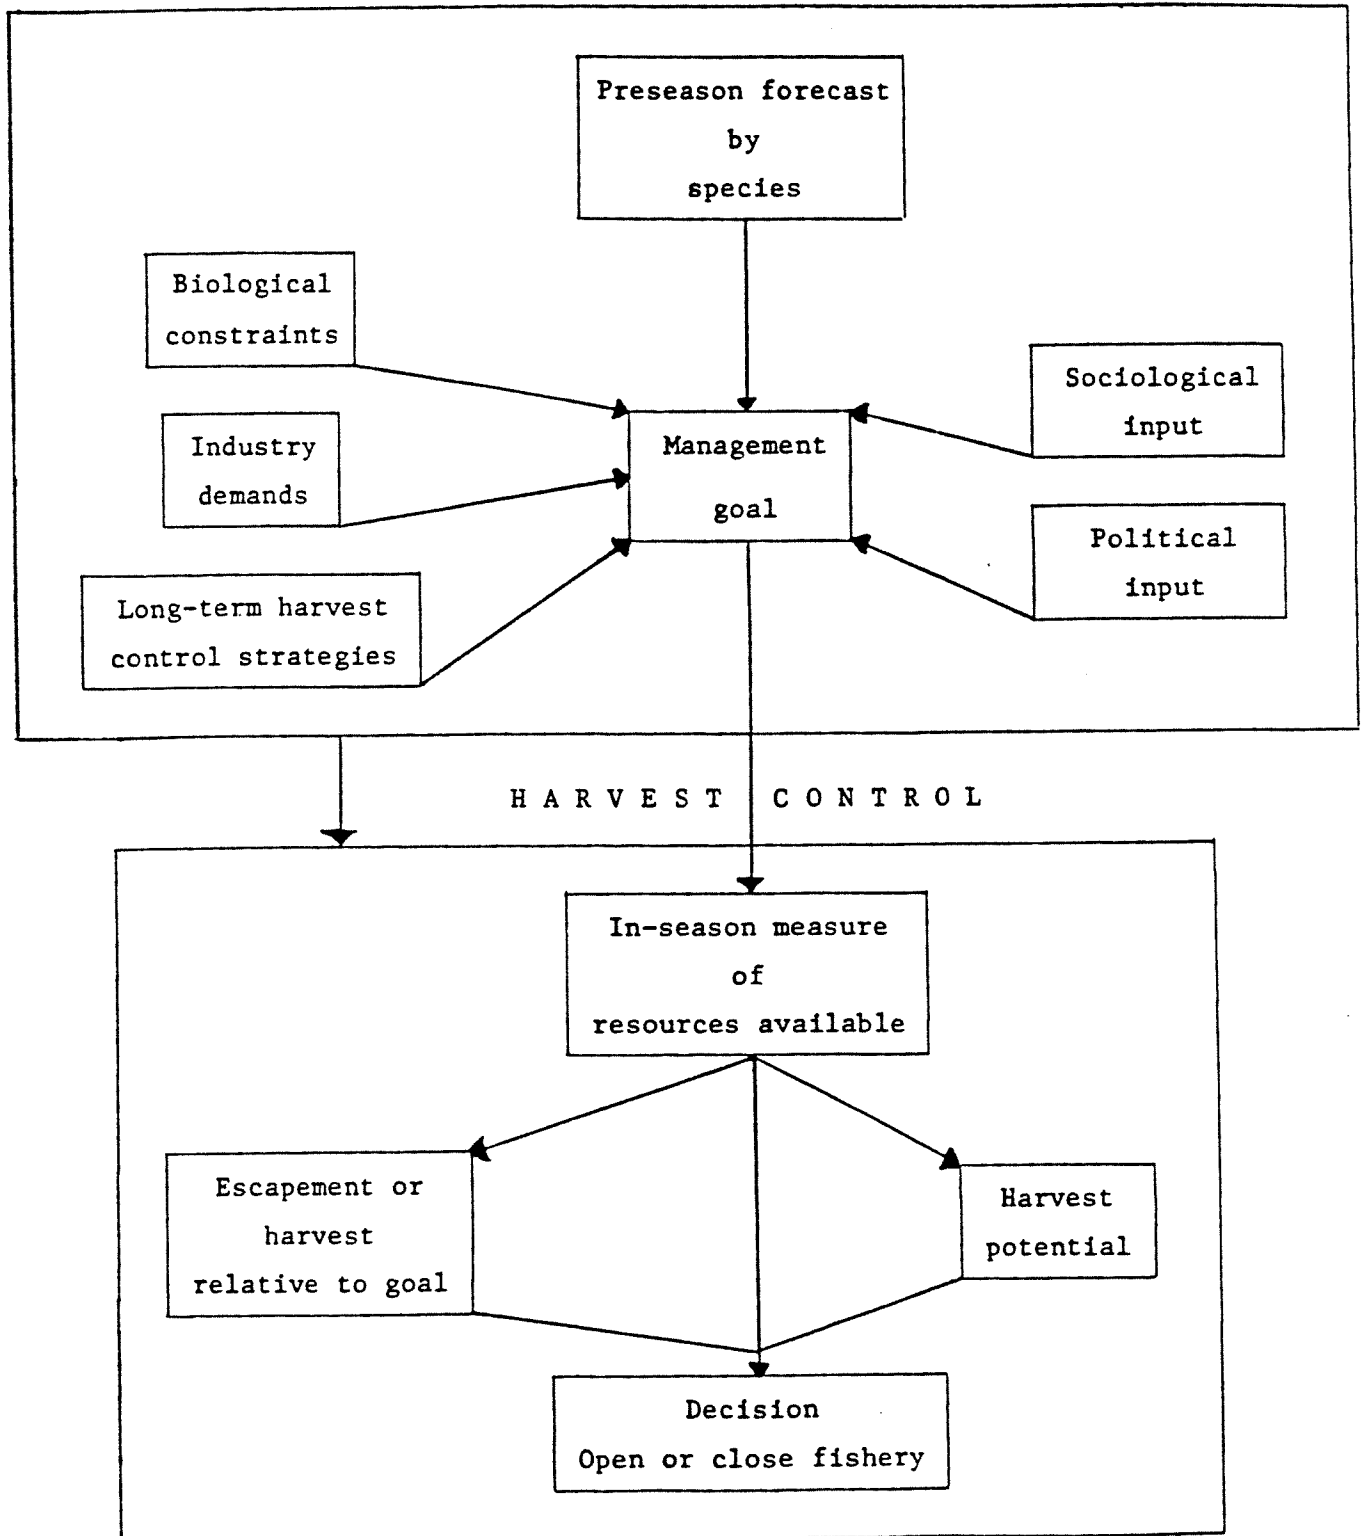 Preseason forecast
by
species
Biological
constraints
Sociological
input
Industry
demands
Management
goal
Political
input
Long-term harvest
control strategies
H A R V E S T C O N T R O L
In-season measure
of
resources available
Escapement or
harvest
relative to goal
Harvest
potential
Decision
Open or close fishery